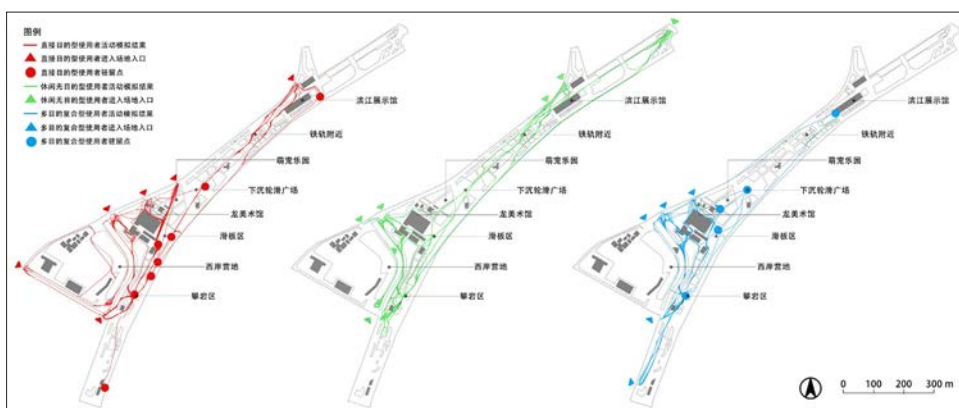 图例
直接目的型使用者活动模拟结果
直接目的型使用者进入场地入口
直接目的型使用者驻留点
休闲无目的型使用者活动模拟结果
休闲无目的型使用者进入场地入口
多目的复合型使用者活动模拟结果
多目的复合型使用者进入场地入口
多目的复合型使用者驻留点
滨江展示馆
铁轨附近
萌宠乐园
下沉轮滑广场
龙美术馆
滑板区
西岸营地
攀岩区
滨江展示馆
铁轨附近
萌宠乐园
下沉轮滑广场
龙美术馆
滑板区
西岸营地
攀岩区
滨江展示馆
铁轨附近
萌宠乐园
下沉轮滑广场
龙美术馆
滑板区
西岸营地
攀岩区
0 100 200 300 m